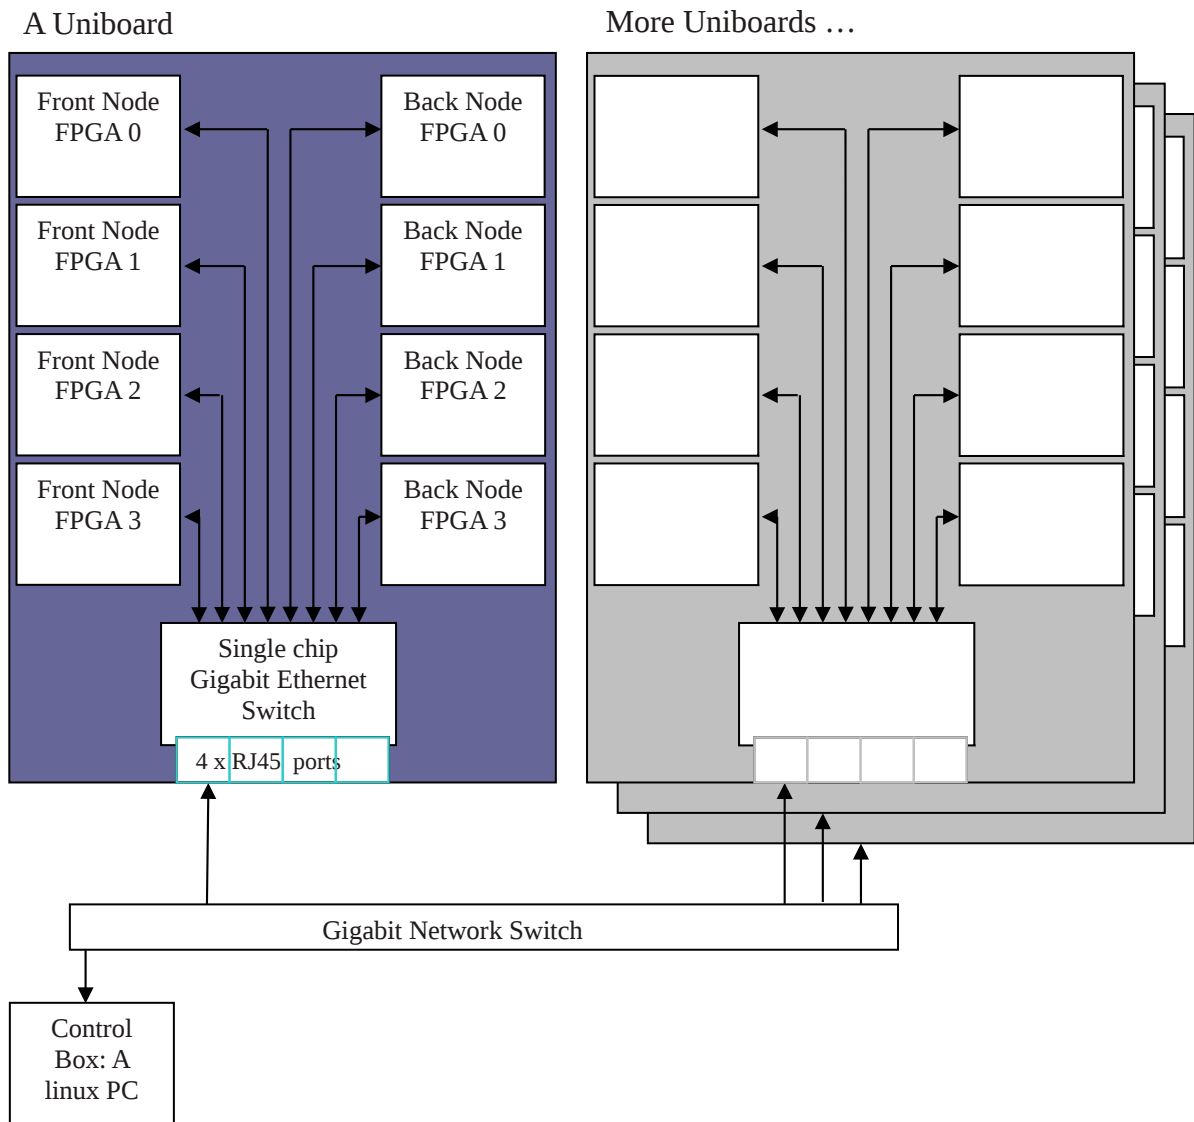 A Uniboard
More Uniboards …
Front Node
FPGA 0
Back Node
FPGA 0
Front Node
FPGA 1
Back Node
FPGA 1
Front Node
FPGA 2
Back Node
FPGA 2
Front Node
FPGA 3
Back Node
FPGA 3
Single chip
Gigabit Ethernet
Switch
4 x RJ45 ports
Gigabit Network Switch
Control
Box: A
linux PC